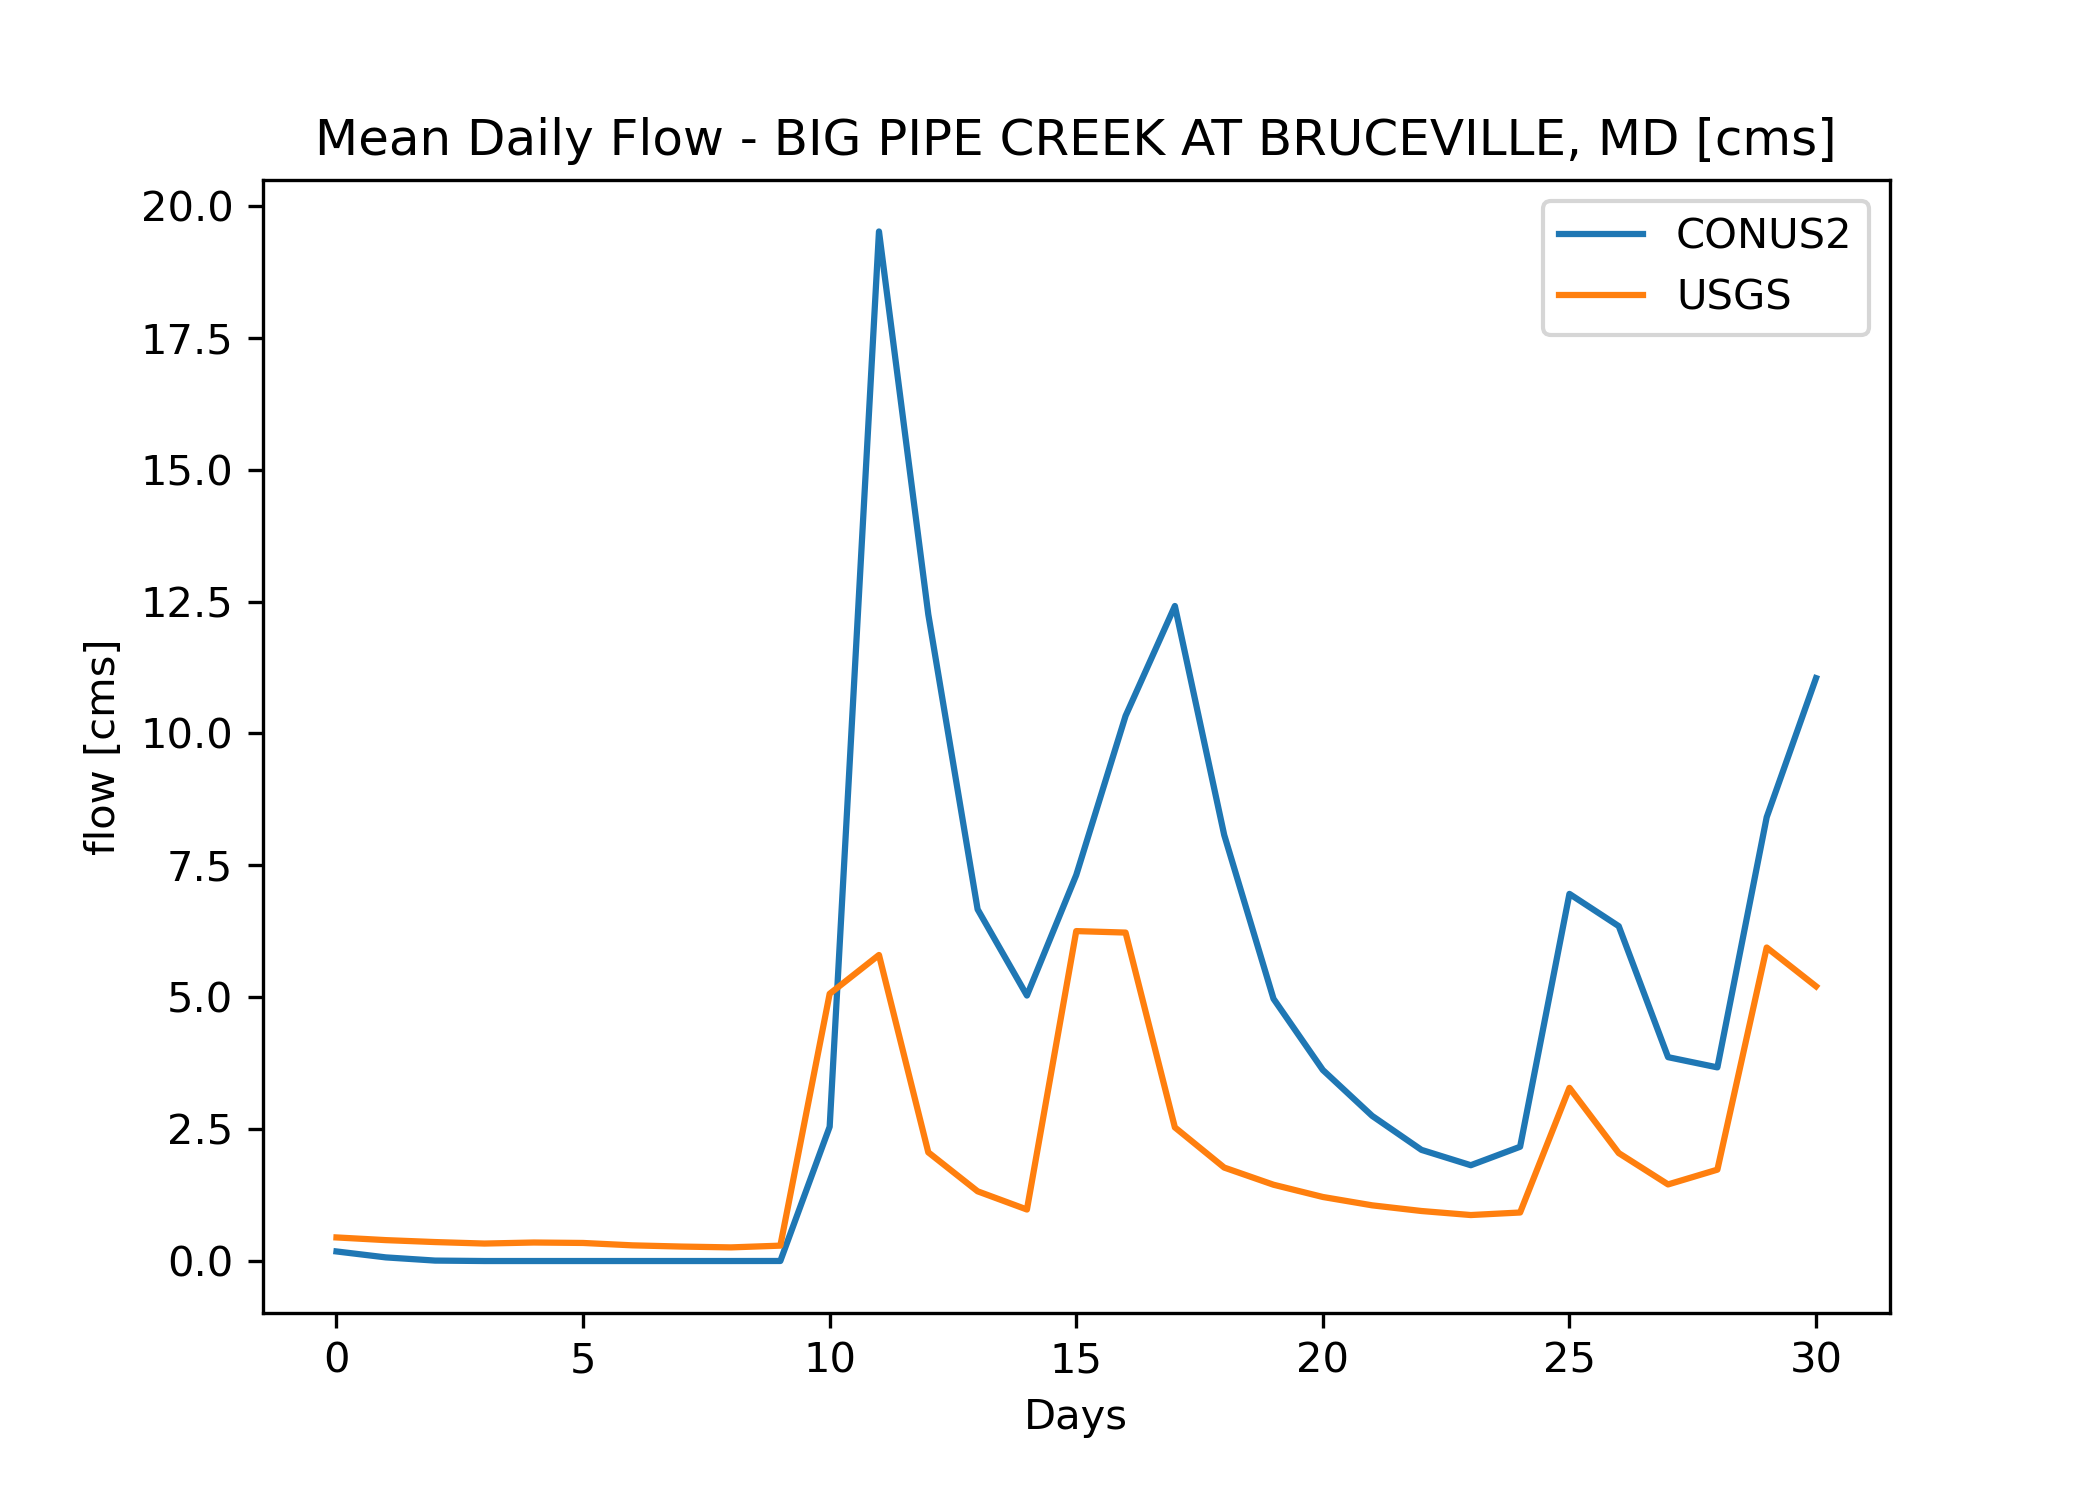 Mean Daily Flow - BIG PIPE CREEK AT BRUCEVILLE, MD [cms]
CONUS2
USGS
20.0
17.5
15.0
12.5
10.0
7.5
5.0
2.5
0.0
flow [cms]
0 5 10 15 20 25 30
Days